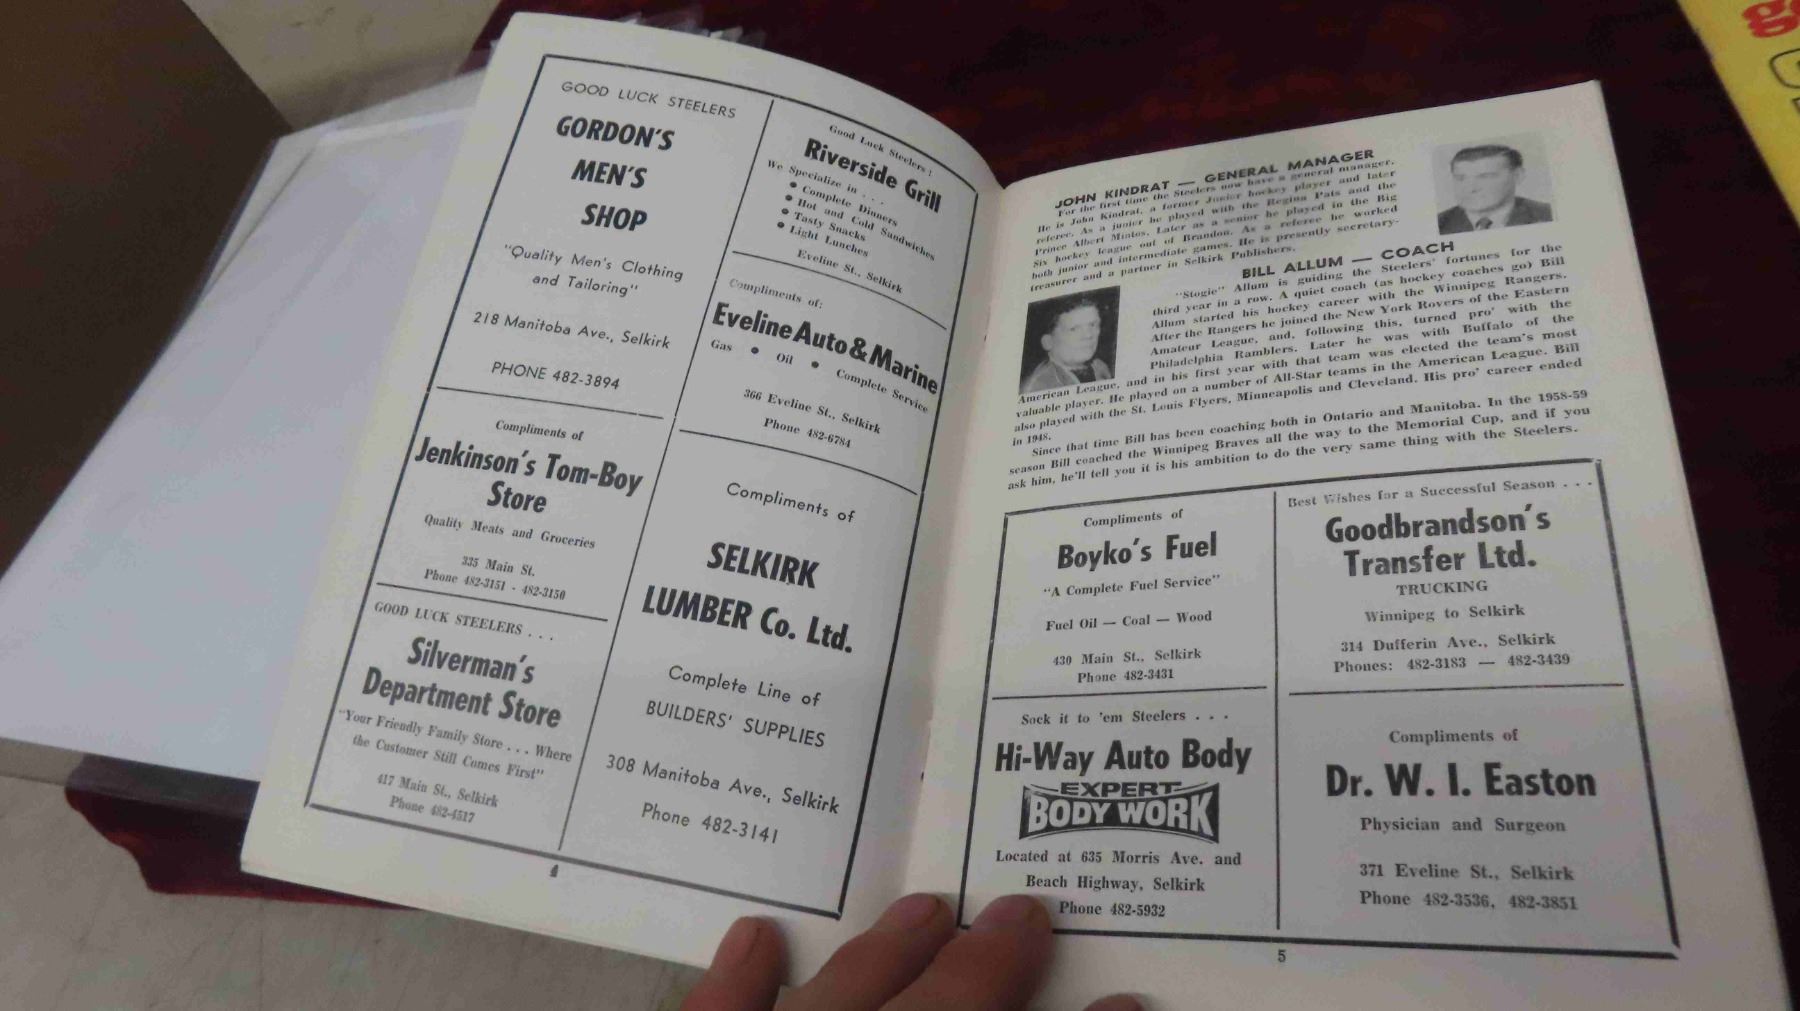 GOOD LUCK STEELERS
GORDON'S
MEN'S
SHOP
"Quality Men's Clothing
and Tailoring"
218 Manitoba Ave., Selkirk
PHONE 482-3894
Compliments of
Jenkinson's Tom-Boy
Store
Quality Meats and Groceries
335 Main St.
Phone 482-3151 - 482-3150
GOOD LUCK STEELERS . . .
Silverman's
Department Store
"Your Friendly Family Store . . . Where
the Customer Still Comes First"
417 Main St., Selkirk
Phone 482-4517
Good Luck Steelers!
Riverside Grill
We Specialize in . . .
• Complete Dinners
• Hot and Cold Sandwiches
• Tasty Snacks
• Light Lunches
Eveline St., Selkirk
Compliments of:
Eveline Auto & Marine
Gas • Oil • Complete Service
366 Eveline St., Selkirk
Phone 482-6784
Compliments of
SELKIRK
LUMBER Co. Ltd.
Complete Line of
BUILDERS' SUPPLIES
308 Manitoba Ave., Selkirk
Phone 482-3141
4
JOHN KINDRAT — GENERAL MANAGER
For the first time the Steelers now have a general manager.
He is John Kindrat, a former Junior hockey player and later
referee. As a junior he played with the Regina Pats and the
Prince Albert Mintos. Later as a senior he played in the Big
Six hockey league out of Brandon. As a referee he worked
both junior and intermediate games. He is presently secretary-
treasurer and a partner in Selkirk Publishers.
BILL ALLUM — COACH
"Stogie" Allum is guiding the Steelers' fortunes for the
third year in a row. A quiet coach (as hockey coaches go) Bill
Allum started his hockey career with the Winnipeg Rangers.
After the Rangers he joined the New York Rovers of the Eastern
Amateur League, and, following this, turned pro' with the
Philadelphia Ramblers. Later he was with Buffalo of the
American League, and in his first year with that team was elected the team's most
valuable player. He played on a number of All-Star teams in the American League. Bill
also played with the St. Louis Flyers, Minneapolis and Cleveland. His pro' career ended
in 1948.
Since that time Bill has been coaching both in Ontario and Manitoba. In the 1958-59
season Bill coached the Winnipeg Braves all the way to the Memorial Cup, and if you
ask him, he'll tell you it is his ambition to do the very same thing with the Steelers.
Compliments of
Boyko's Fuel
"A Complete Fuel Service"
Fuel Oil — Coal — Wood
430 Main St., Selkirk
Phone 482-3431
Sock it to 'em Steelers . . .
Hi-Way Auto Body
EXPERT
BODY WORK
Located at 635 Morris Ave. and
Beach Highway, Selkirk
Phone 482-5932
Best Wishes for a Successful Season . . .
Goodbrandson's
Transfer Ltd.
TRUCKING
Winnipeg to Selkirk
314 Dufferin Ave., Selkirk
Phones: 482-3183 — 482-3439
Compliments of
Dr. W. I. Easton
Physician and Surgeon
371 Eveline St., Selkirk
Phone 482-3536, 482-3851
5